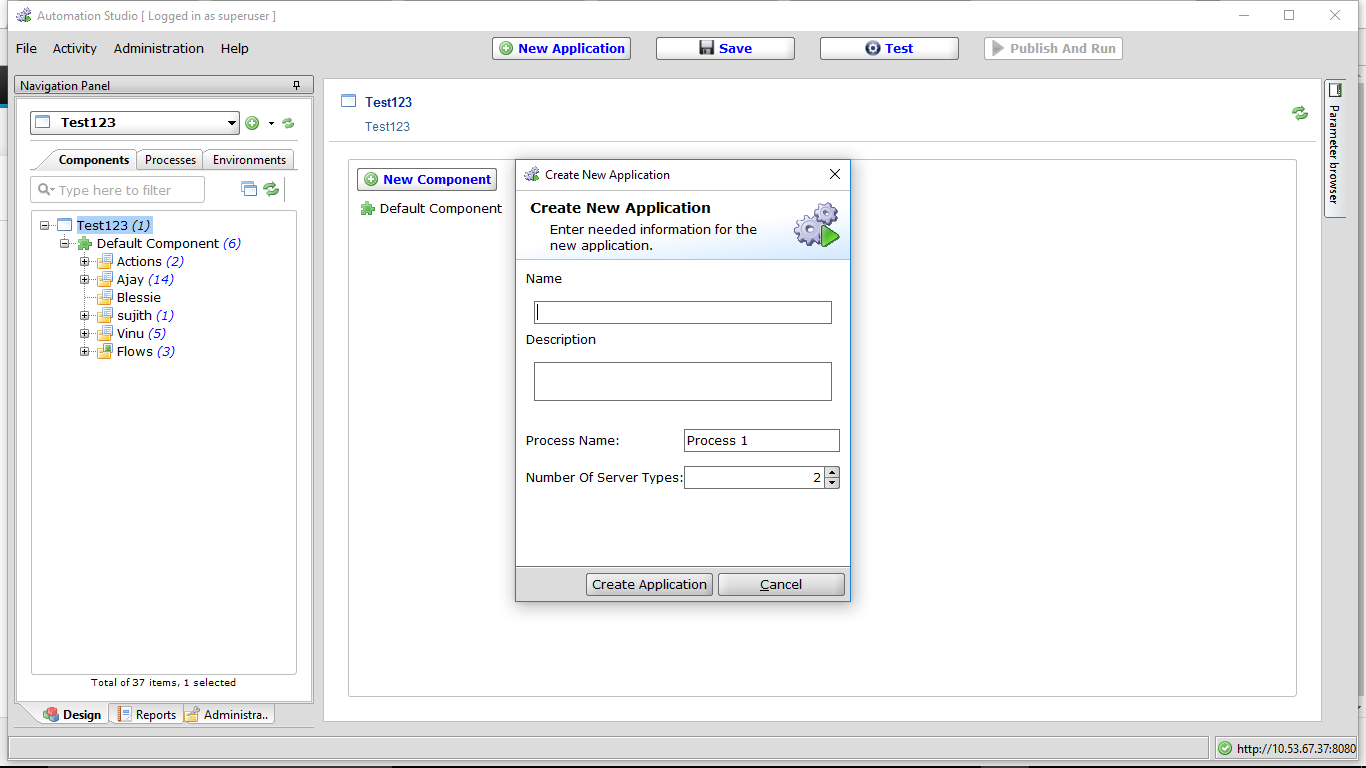 Automation Studio [ Logged in as superuser ]
File Activity Administration Help
New Application Save Test Publish And Run
Navigation Panel
Test123
Components Processes Environments
Type here to filter
Test123 (1)
Default Component (6)
Actions (2)
Ajay (14)
Blessie
sujith (1)
Vinu (5)
Flows (3)
Total of 37 items, 1 selected
Design Reports Administra..
Test123
Test123
New Component
Default Component
Create New Application
Create New Application
Enter needed information for the
new application.
Name
Description
Process Name: Process 1
Number Of Server Types: 2
Create Application Cancel
Parameter browser
http://10.53.67.37:8080